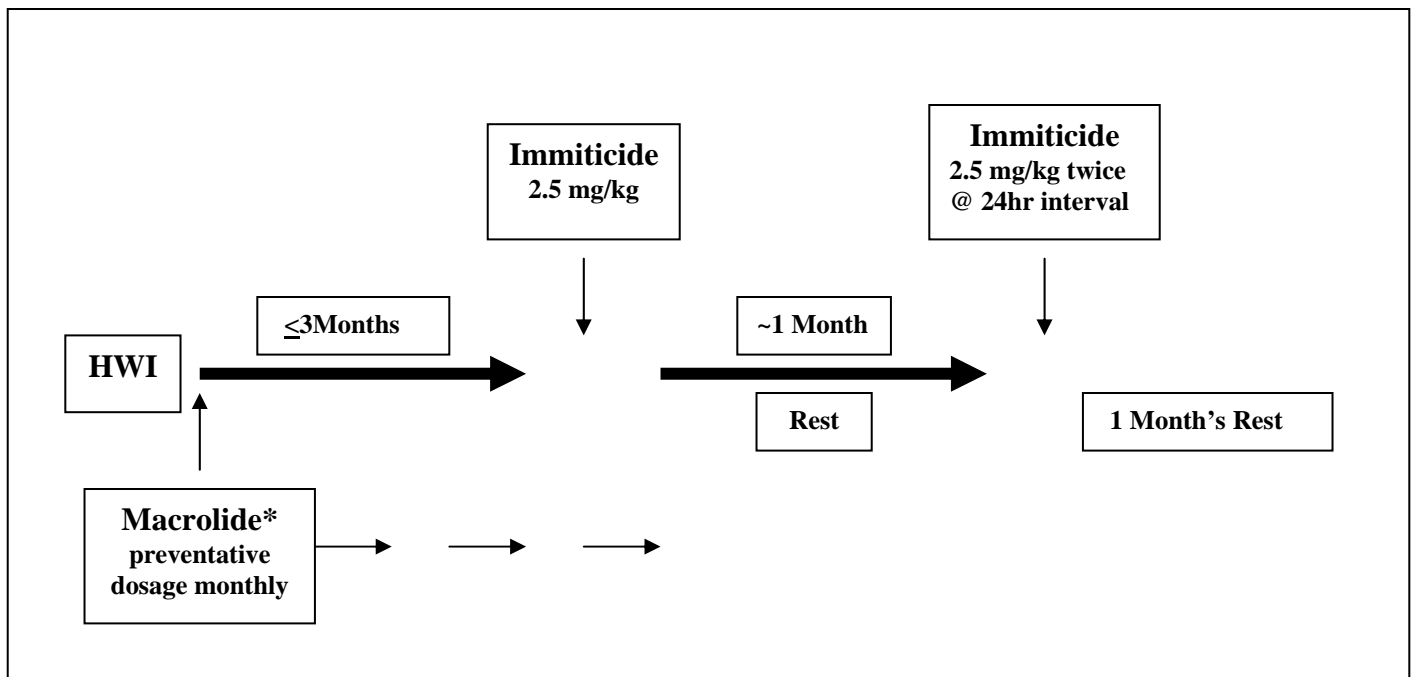 Immiticide
2.5 mg/kg
Immiticide
2.5 mg/kg twice
@ 24hr interval
≤3Months
~1 Month
HWI
Rest
1 Month’s Rest
Macrolide*
preventative
dosage monthly